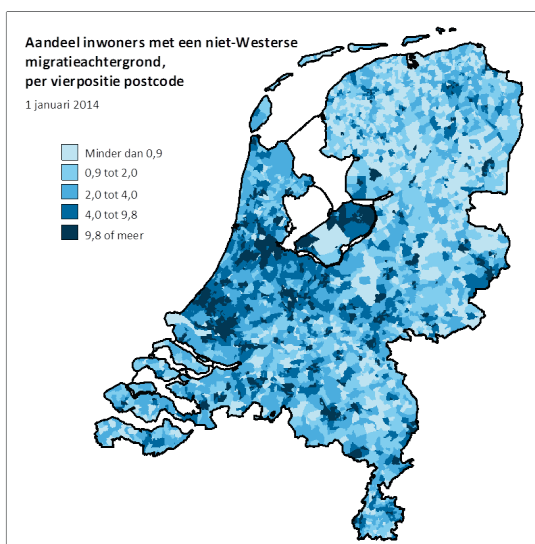 Aandeel inwoners met een niet-Westerse
migratieachtergrond,
per vierpositie postcode
1 januari 2014
Minder dan 0,9
0,9 tot 2,0
2,0 tot 4,0
4,0 tot 9,8
9,8 of meer